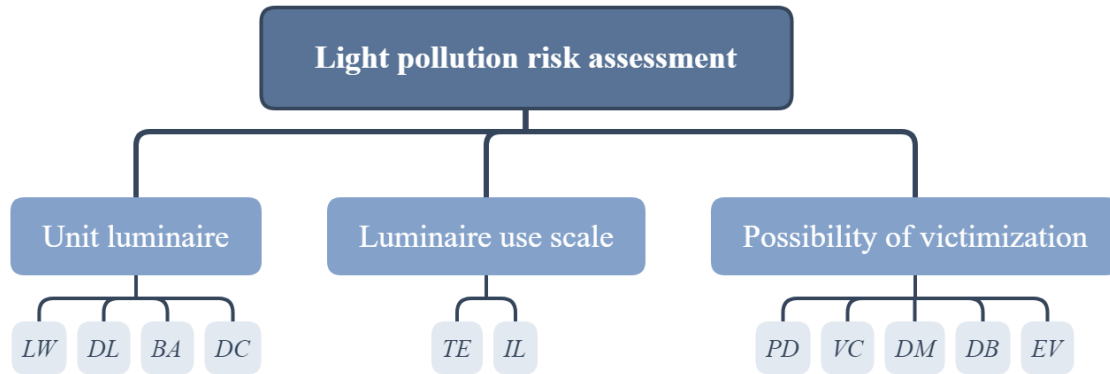 Light pollution risk assessment
Unit luminaire
Luminaire use scale
Possibility of victimization
LW
DL
BA
DC
TE
IL
PD
VC
DM
DB
EV